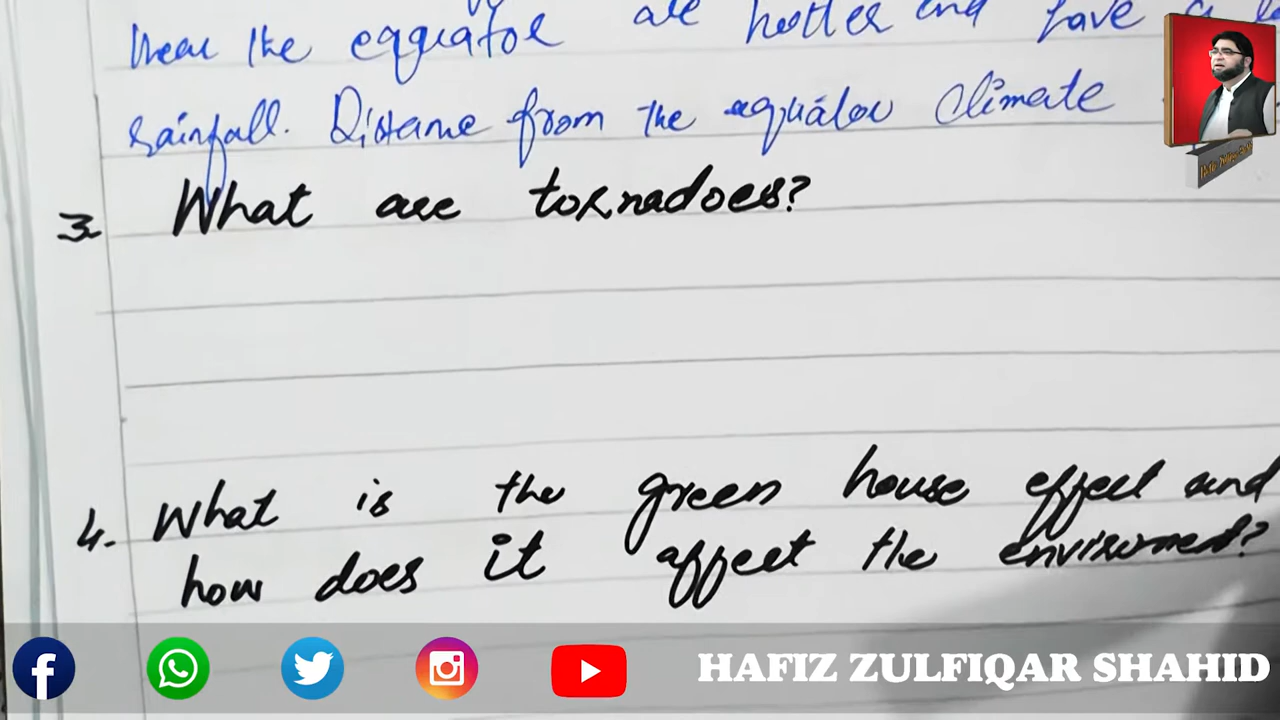 near the equator are hotter and have a
rainfall. Distance from the equator Climate
3. What are tornadoes?
4. What is the green house effect and
how does it affect the enviroment?
HAFIZ ZULFIQAR SHAHID